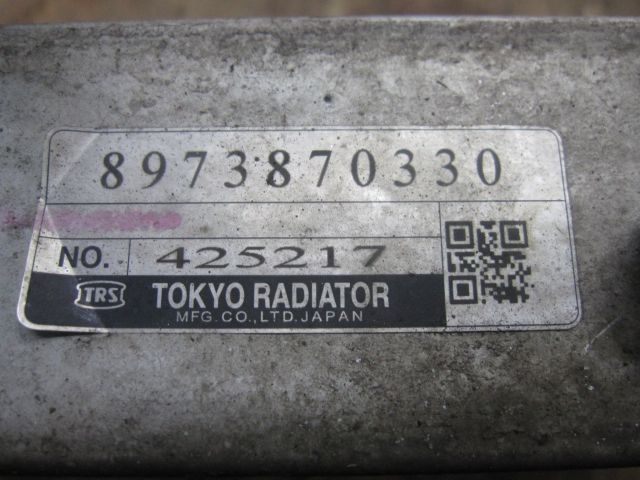 8973870330
NO. 425217
TRS TOKYO RADIATOR
MFG.CO.,LTD.JAPAN